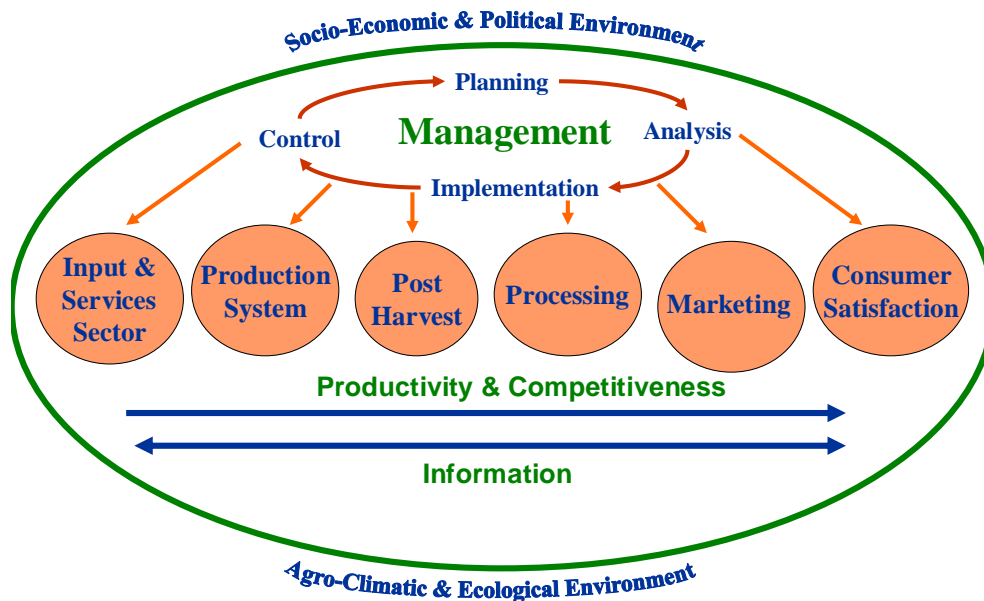 Socio-Economic & Political Environment
Planning
Control
Management
Analysis
Implementation
Input &
Services
Sector
Production
System
Post
Harvest
Processing
Marketing
Consumer
Satisfaction
Productivity & Competitiveness
Information
Agro-Climatic & Ecological Environment